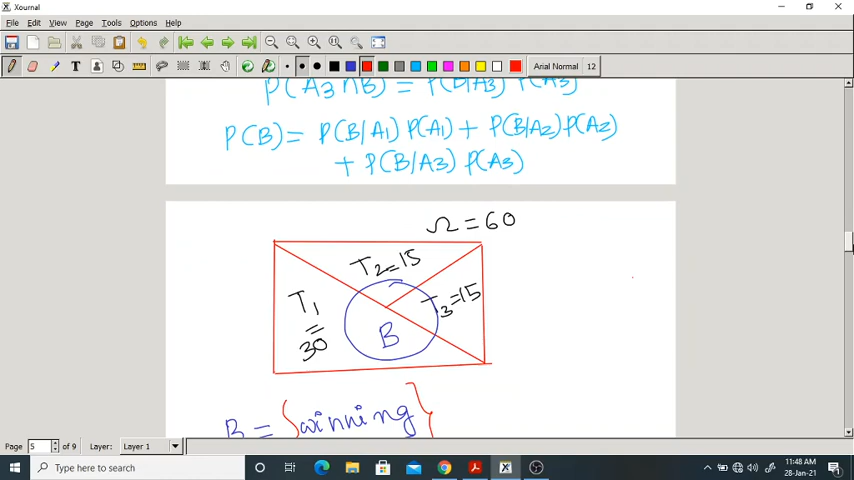 Xournal
File Edit View Page Tools Options Help
Arial Normal 12
P(A3∩B) = P(B/A3) P(A3)
P(B) = P(B/A1) P(A1) + P(B/A2) P(A2)
+ P(B/A3) P(A3)
Ω = 60
T2=15
T1 = 30
T3=15
B
B = {winning}
Page 5 of 9 Layer: Layer 1
Type here to search
11:48 AM
28-Jan-21
1